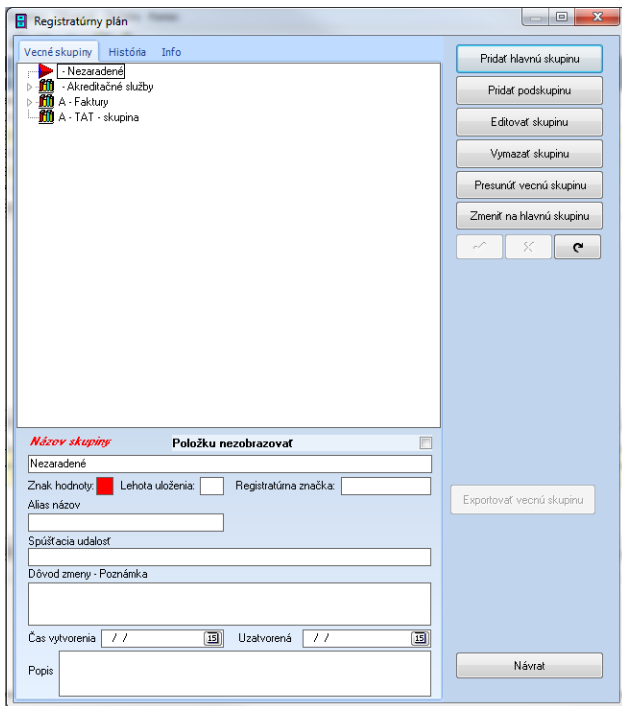 Registratúrny plán
Vecné skupiny História Info
- Nezaradené
- Akreditačné služby
A - Faktury
A - TAT - skupina
Pridať hlavnú skupinu
Pridať podskupinu
Editovať skupinu
Vymazať skupinu
Presunúť vecnú skupinu
Zmeniť na hlavnú skupinu
Názov skupiny Položku nezobrazovať
Nezaradené
Znak hodnoty: Lehota uloženia: Registratúrna značka:
Alias názov
Exportovať vecnú skupinu
Spúšťacia udalosť
Dôvod zmeny - Poznámka
Čas vytvorenia / / 15 Uzatvorená / / 15
Popis
Návrat